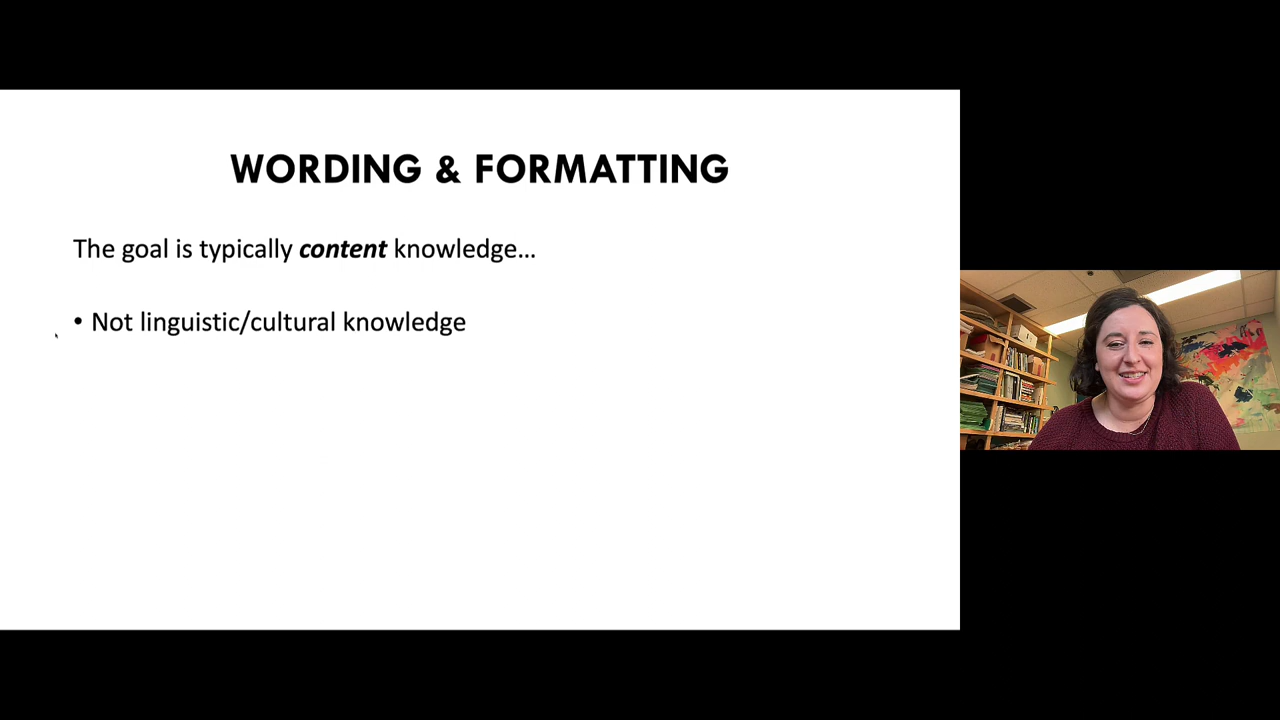 WORDING & FORMATTING
The goal is typically content knowledge…
• Not linguistic/cultural knowledge